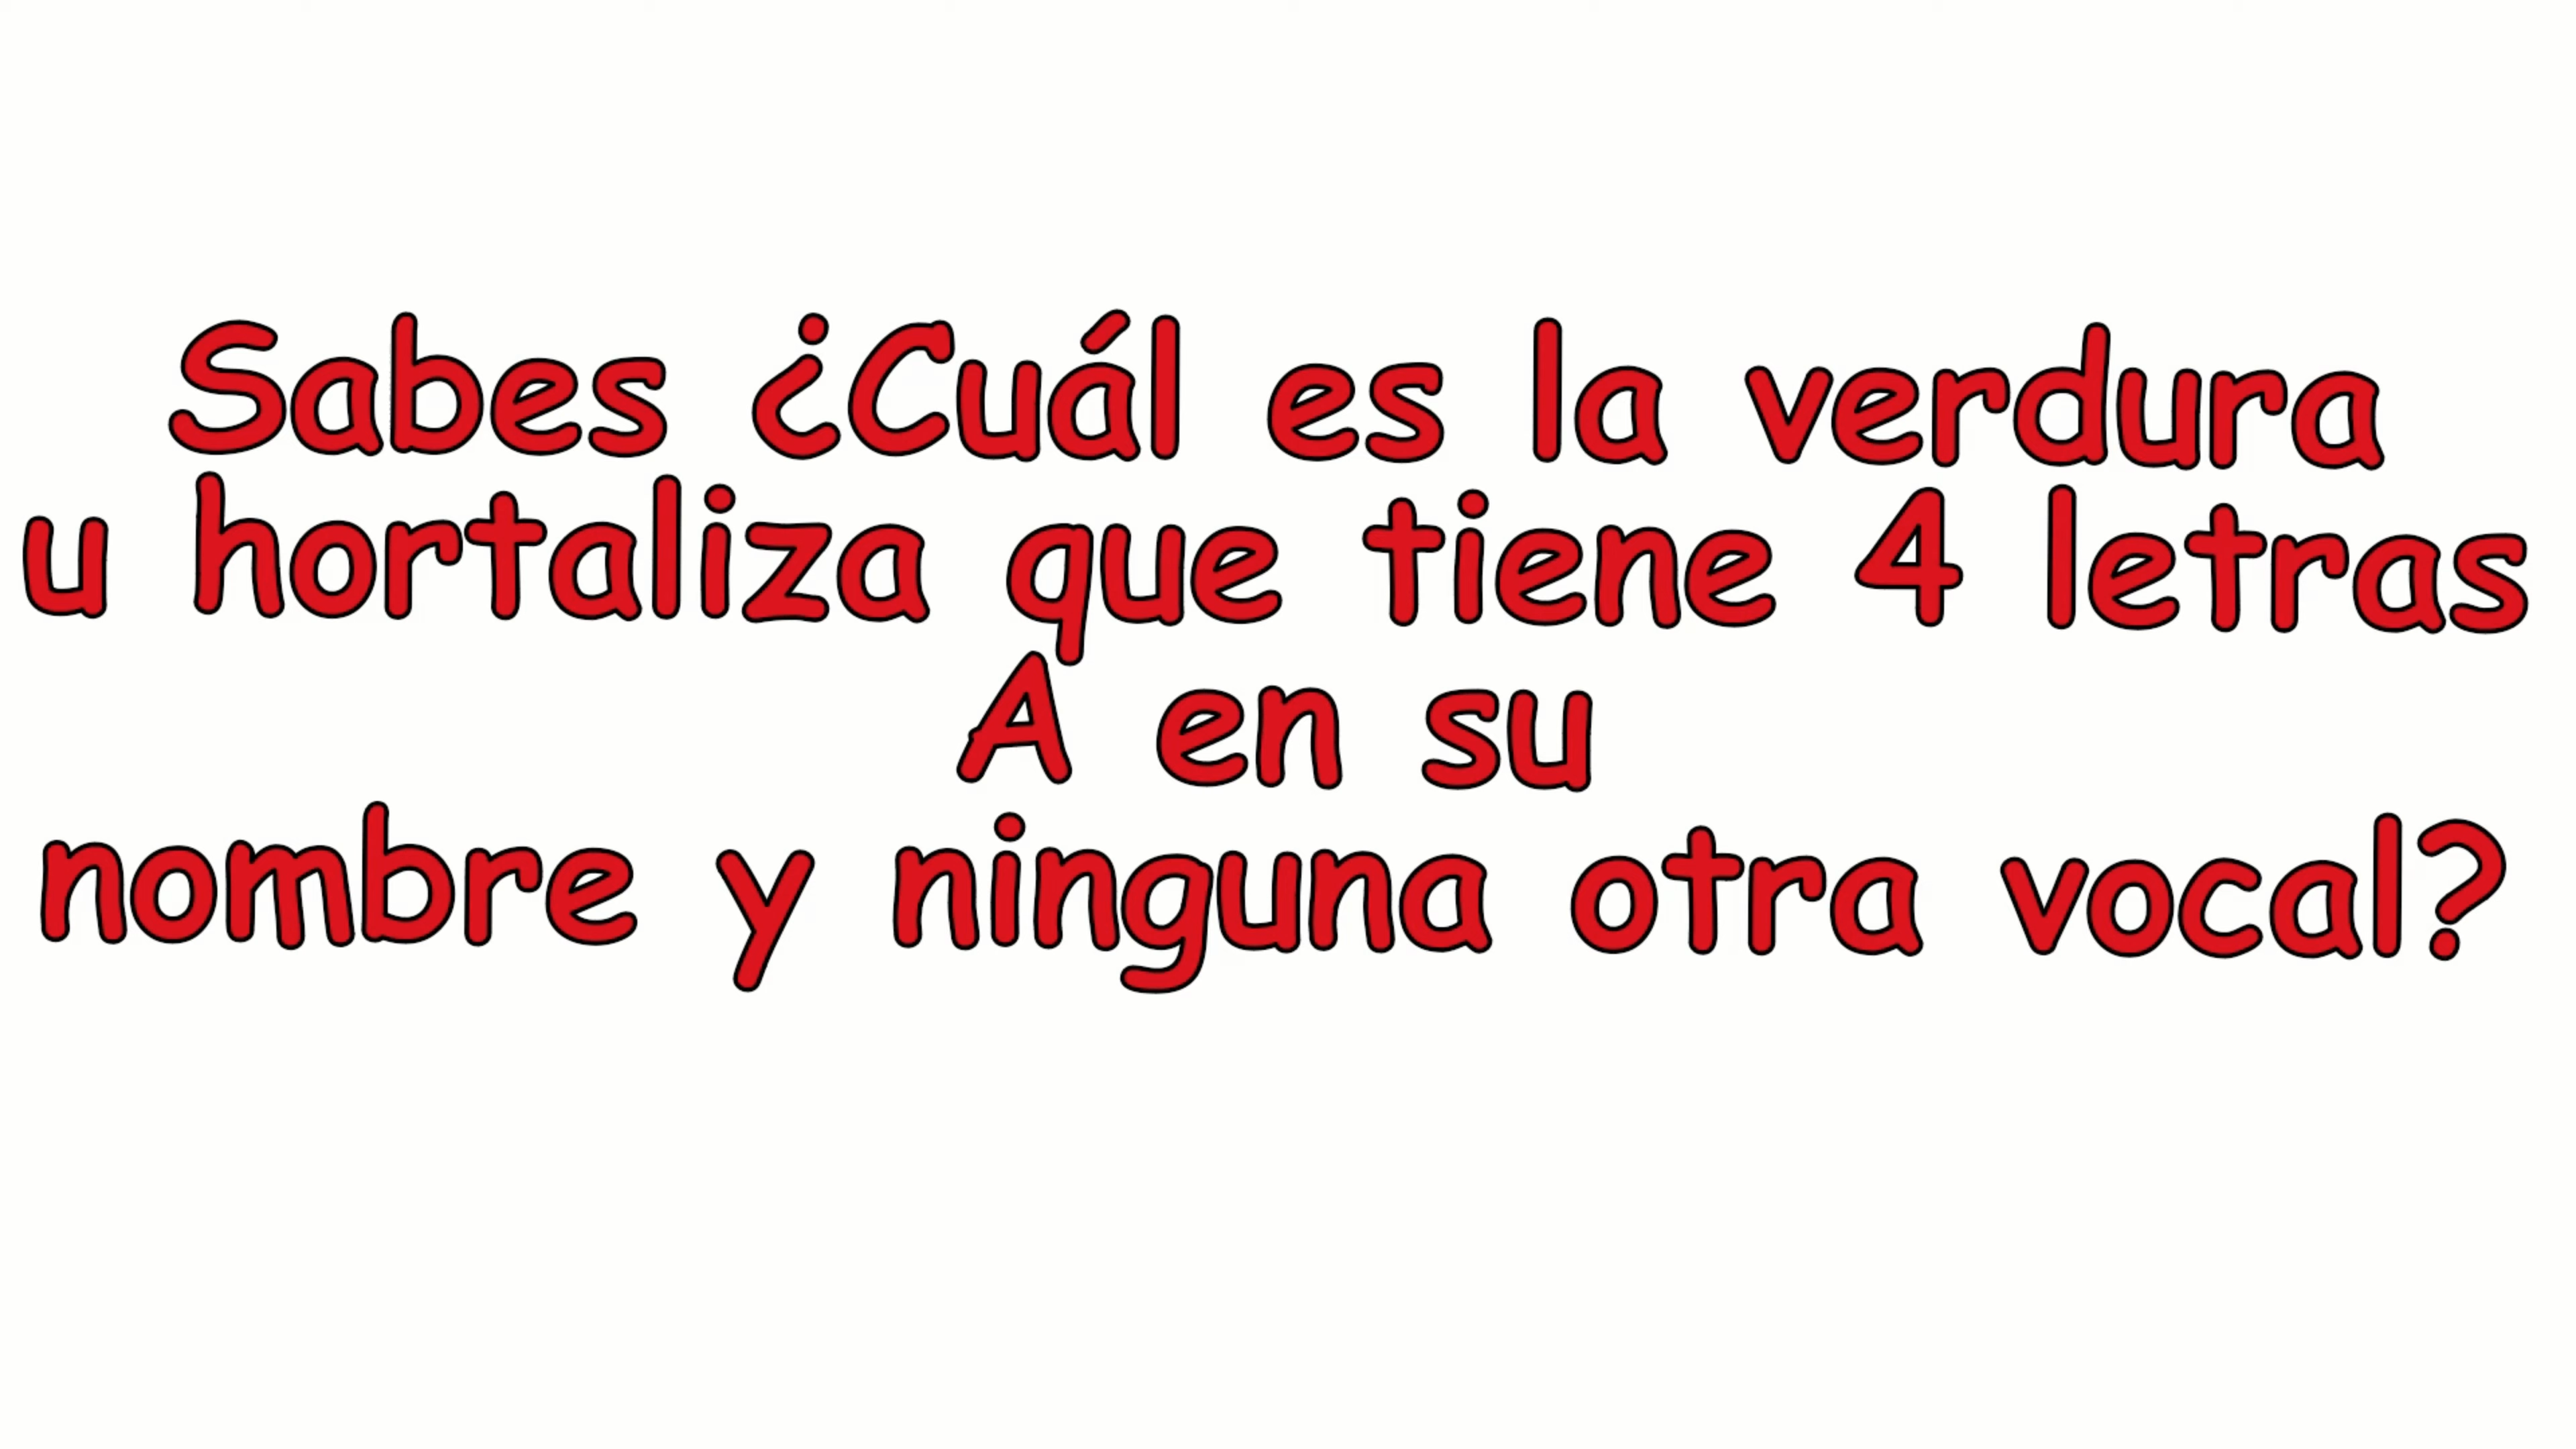 Sabes ¿Cuál es la verdura
u hortaliza que tiene 4 letras
A en su
nombre y ninguna otra vocal?